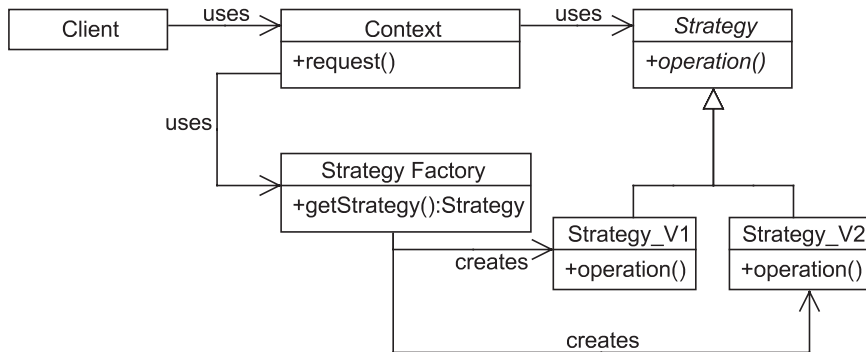 Client
uses
Context
+request()
uses
Strategy
+operation()
uses
Strategy Factory
+getStrategy():Strategy
creates
Strategy_V1
+operation()
Strategy_V2
+operation()
creates